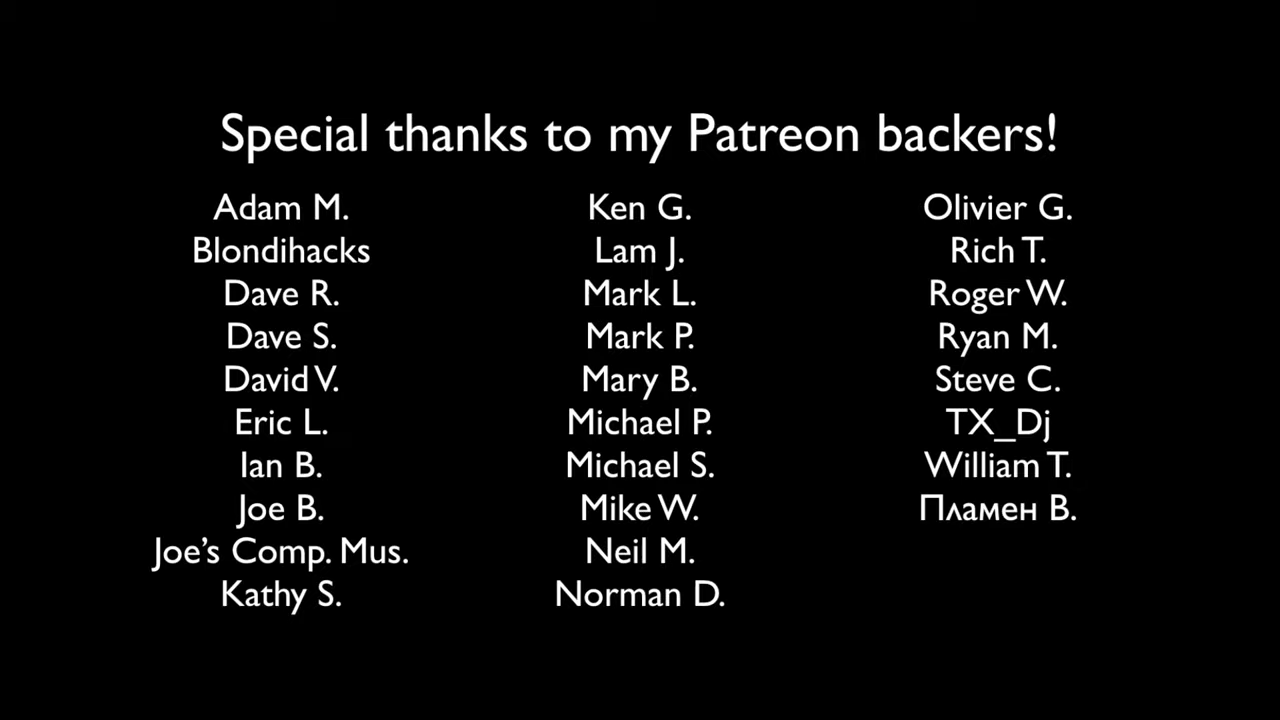 Special thanks to my Patreon backers!
Adam M.
Blondihacks
Dave R.
Dave S.
David V.
Eric L.
Ian B.
Joe B.
Joe’s Comp. Mus.
Kathy S.
Ken G.
Lam J.
Mark L.
Mark P.
Mary B.
Michael P.
Michael S.
Mike W.
Neil M.
Norman D.
Olivier G.
Rich T.
Roger W.
Ryan M.
Steve C.
TX_Dj
William T.
Пламен В.